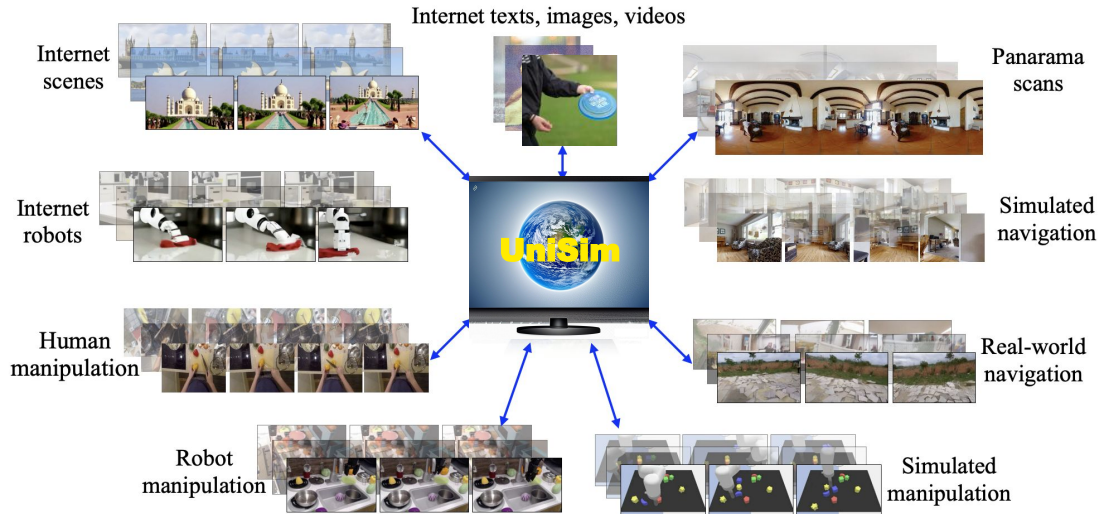 Internet texts, images, videos
Internet
scenes
Panarama
scans
Internet
robots
Simulated
navigation
UniSim
Human
manipulation
Real-world
navigation
Robot
manipulation
Simulated
manipulation